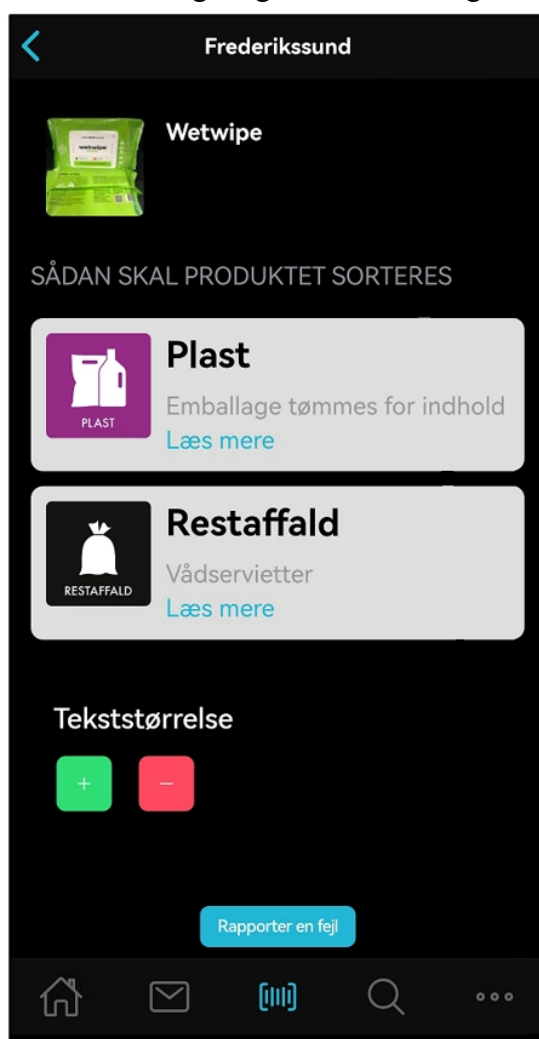 Frederikssund
wetwipe
Wetwipe
SÅDAN SKAL PRODUKTET SORTERES
Plast
Emballage tømmes for indhold
PLAST
Læs mere
Restaffald
Vådservietter
RESTAFFALD
Læs mere
Tekststørrelse
+ −
Rapporter en fejl